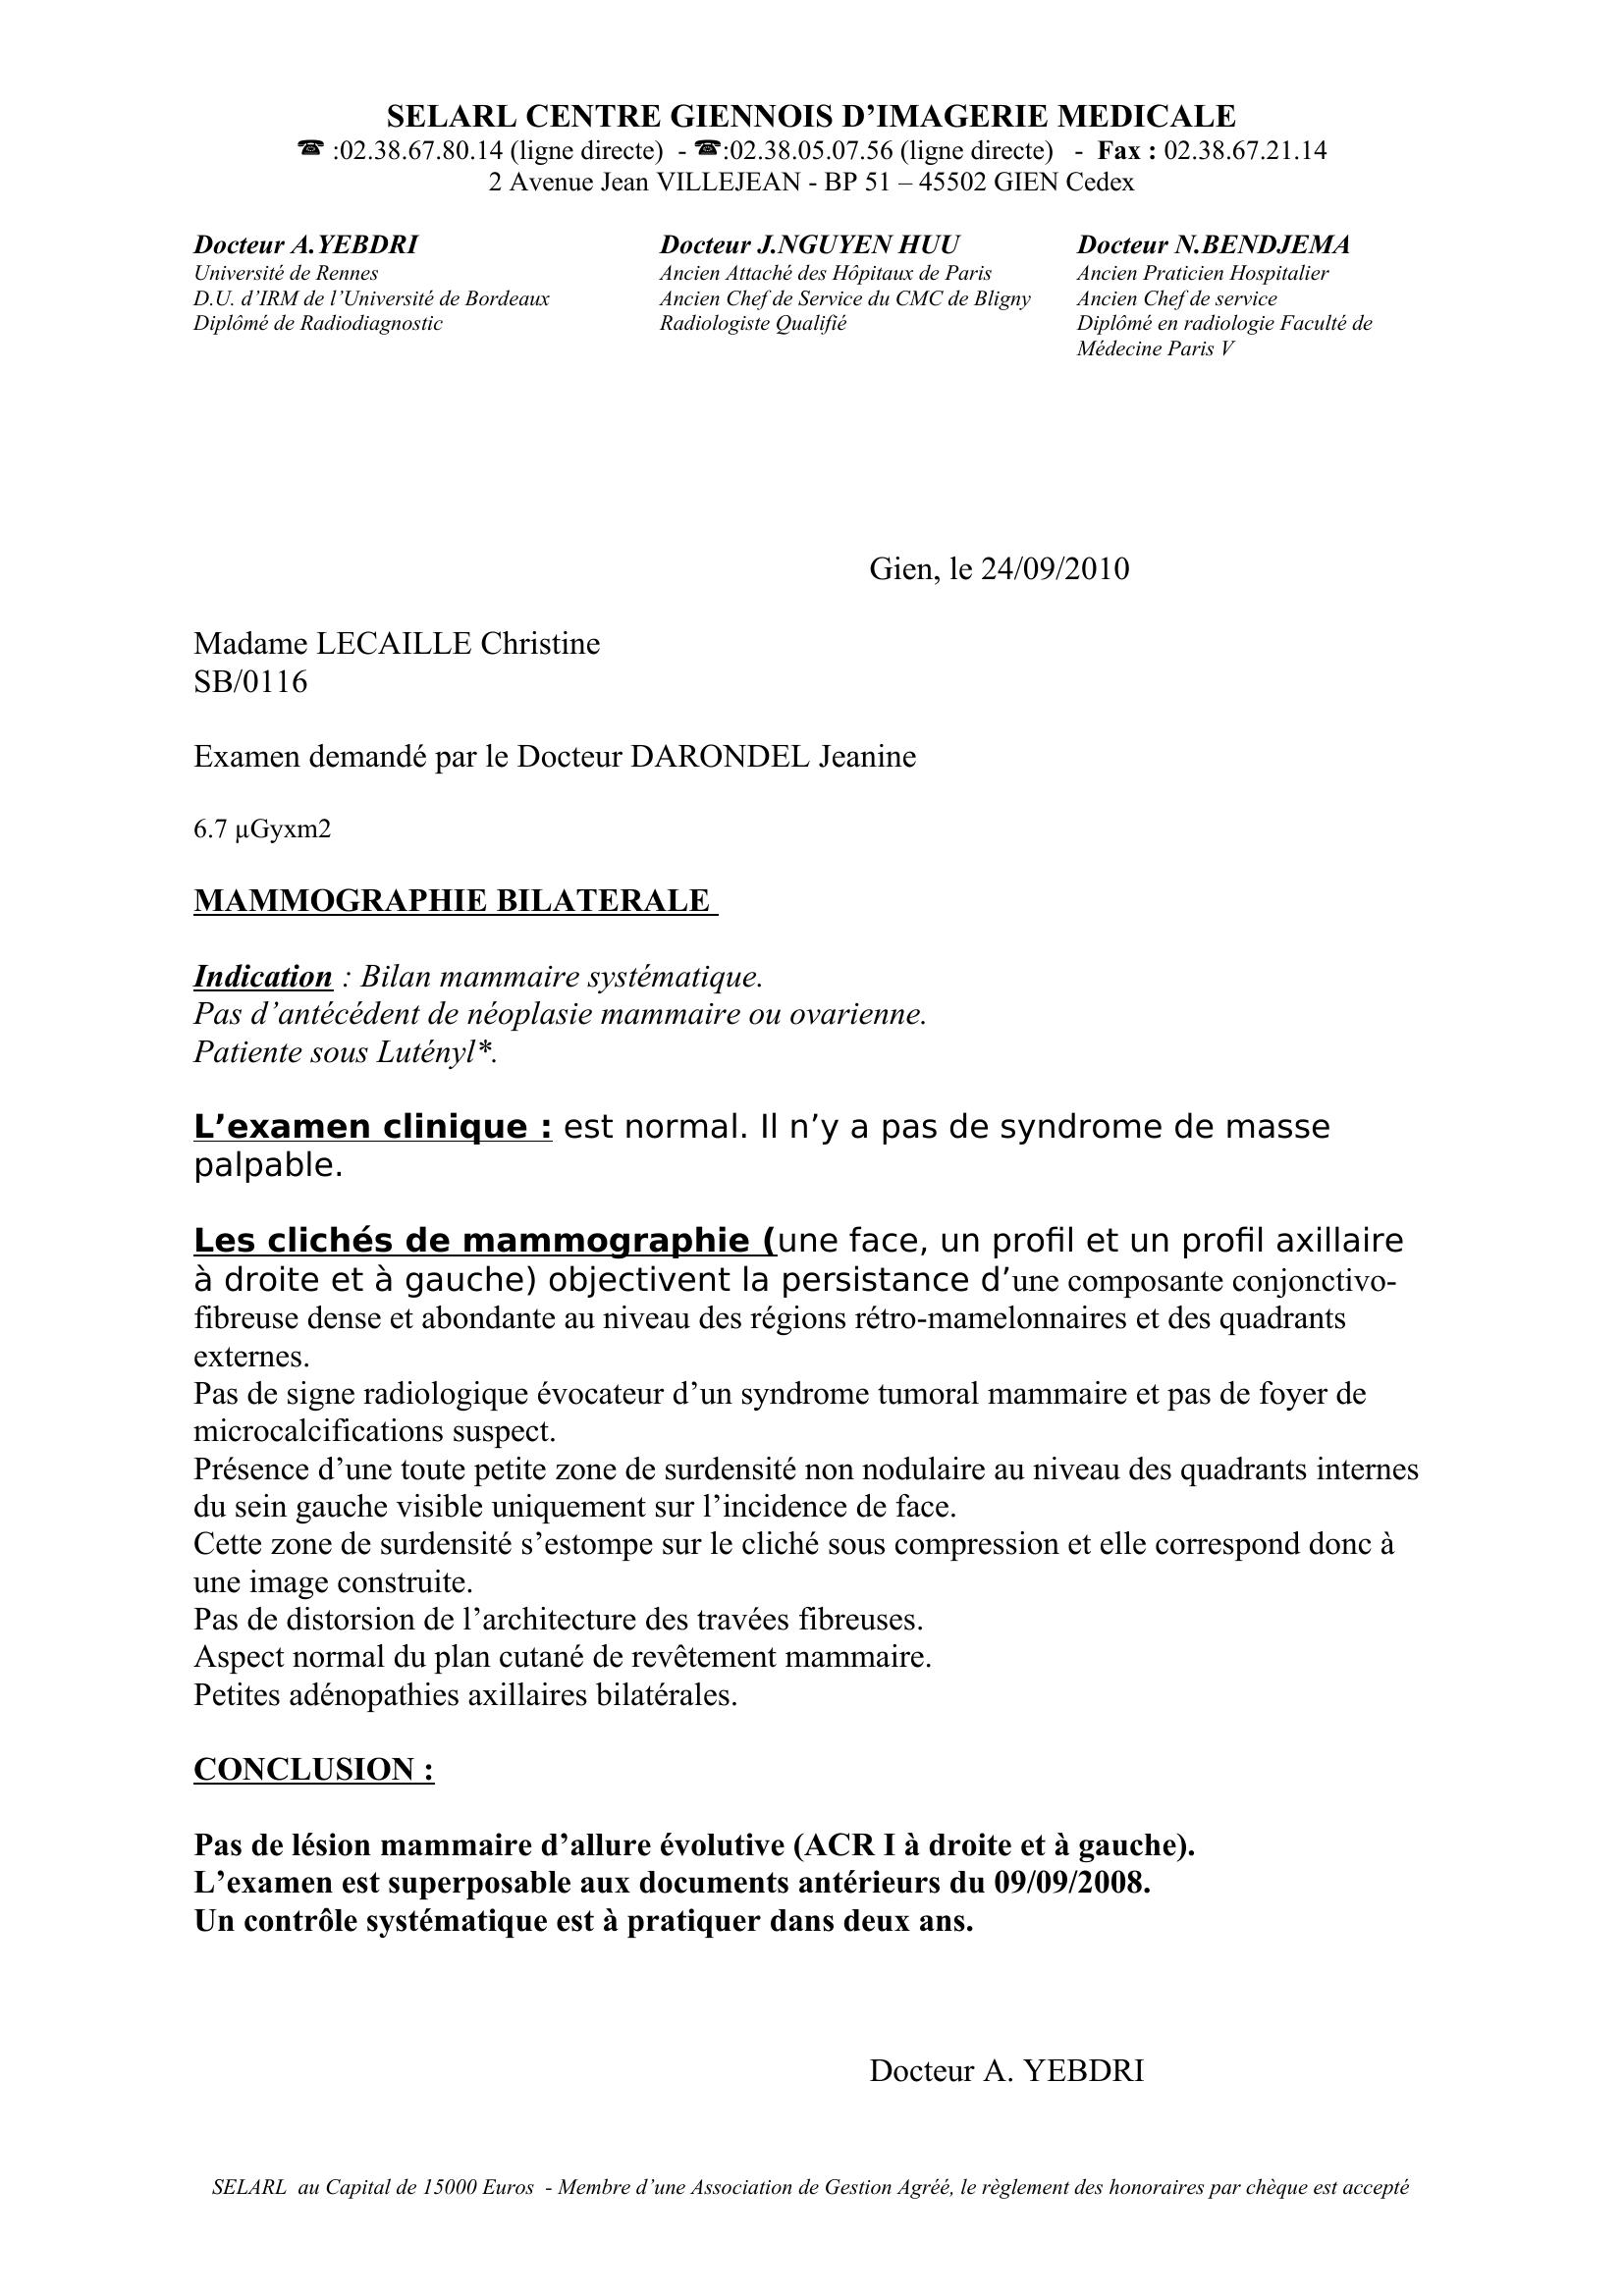 SELARL CENTRE GIENNOIS D’IMAGERIE MEDICALE
☎ :02.38.67.80.14 (ligne directe) - ☎:02.38.05.07.56 (ligne directe) - Fax : 02.38.67.21.14
2 Avenue Jean VILLEJEAN - BP 51 – 45502 GIEN Cedex
Docteur A.YEBDRI
Université de Rennes
D.U. d’IRM de l’Université de Bordeaux
Diplômé de Radiodiagnostic
Docteur J.NGUYEN HUU
Ancien Attaché des Hôpitaux de Paris
Ancien Chef de Service du CMC de Bligny
Radiologiste Qualifié
Docteur N.BENDJEMA
Ancien Praticien Hospitalier
Ancien Chef de service
Diplômé en radiologie Faculté de
Médecine Paris V
Gien, le 24/09/2010
Madame LECAILLE Christine
SB/0116
Examen demandé par le Docteur DARONDEL Jeanine
6.7 µGyxm2
MAMMOGRAPHIE BILATERALE
Indication : Bilan mammaire systématique.
Pas d’antécédent de néoplasie mammaire ou ovarienne.
Patiente sous Lutényl*.
L’examen clinique : est normal. Il n’y a pas de syndrome de masse
palpable.
Les clichés de mammographie (une face, un profil et un profil axillaire
à droite et à gauche) objectivent la persistance d’une composante conjonctivo-
fibreuse dense et abondante au niveau des régions rétro-mamelonnaires et des quadrants
externes.
Pas de signe radiologique évocateur d’un syndrome tumoral mammaire et pas de foyer de
microcalcifications suspect.
Présence d’une toute petite zone de surdensité non nodulaire au niveau des quadrants internes
du sein gauche visible uniquement sur l’incidence de face.
Cette zone de surdensité s’estompe sur le cliché sous compression et elle correspond donc à
une image construite.
Pas de distorsion de l’architecture des travées fibreuses.
Aspect normal du plan cutané de revêtement mammaire.
Petites adénopathies axillaires bilatérales.
CONCLUSION :
Pas de lésion mammaire d’allure évolutive (ACR I à droite et à gauche).
L’examen est superposable aux documents antérieurs du 09/09/2008.
Un contrôle systématique est à pratiquer dans deux ans.
Docteur A. YEBDRI
SELARL au Capital de 15000 Euros - Membre d’une Association de Gestion Agréé, le règlement des honoraires par chèque est accepté